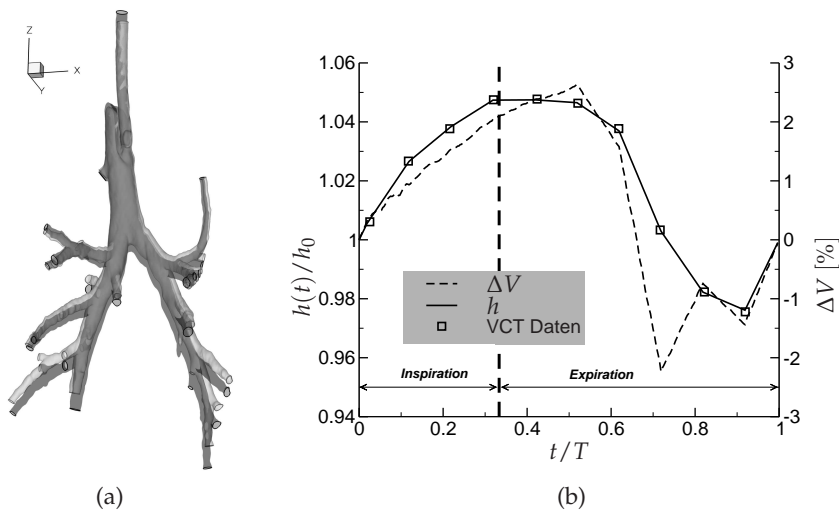 Z
X
Y
(a)
h(t)/h₀
1.06
1.04
1.02
1
0.98
0.96
0.94
3
2
1
0
-1
-2
-3
ΔV [%]
ΔV
h
VCT Daten
Inspiration
Expiration
0
0.2
0.4
0.6
0.8
1
t/T
(b)